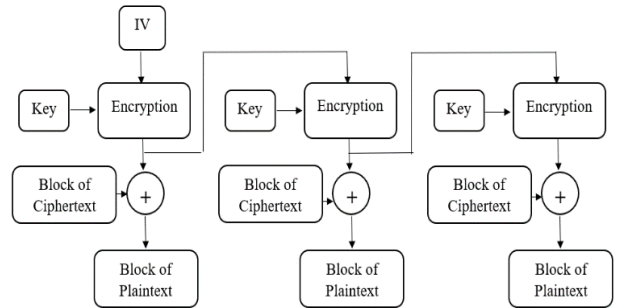 IV
Key
Encryption
Key
Encryption
Key
Encryption
Block of
Ciphertext
+
Block of
Ciphertext
+
Block of
Ciphertext
+
Block of
Plaintext
Block of
Plaintext
Block of
Plaintext